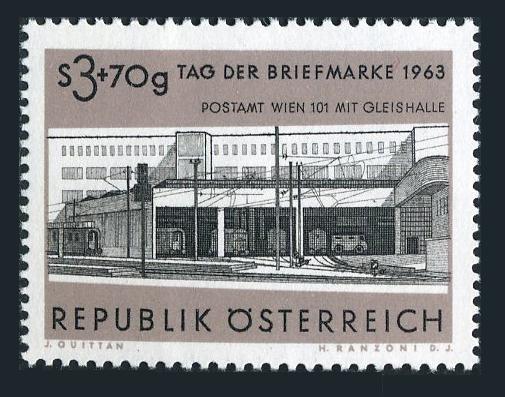 S3+70g TAG DER BRIEFMARKE 1963
POSTAMT WIEN 101 MIT GLEISHALLE
REPUBLIK ÖSTERREICH
J. QUITTAN H. RANZONI D. J.